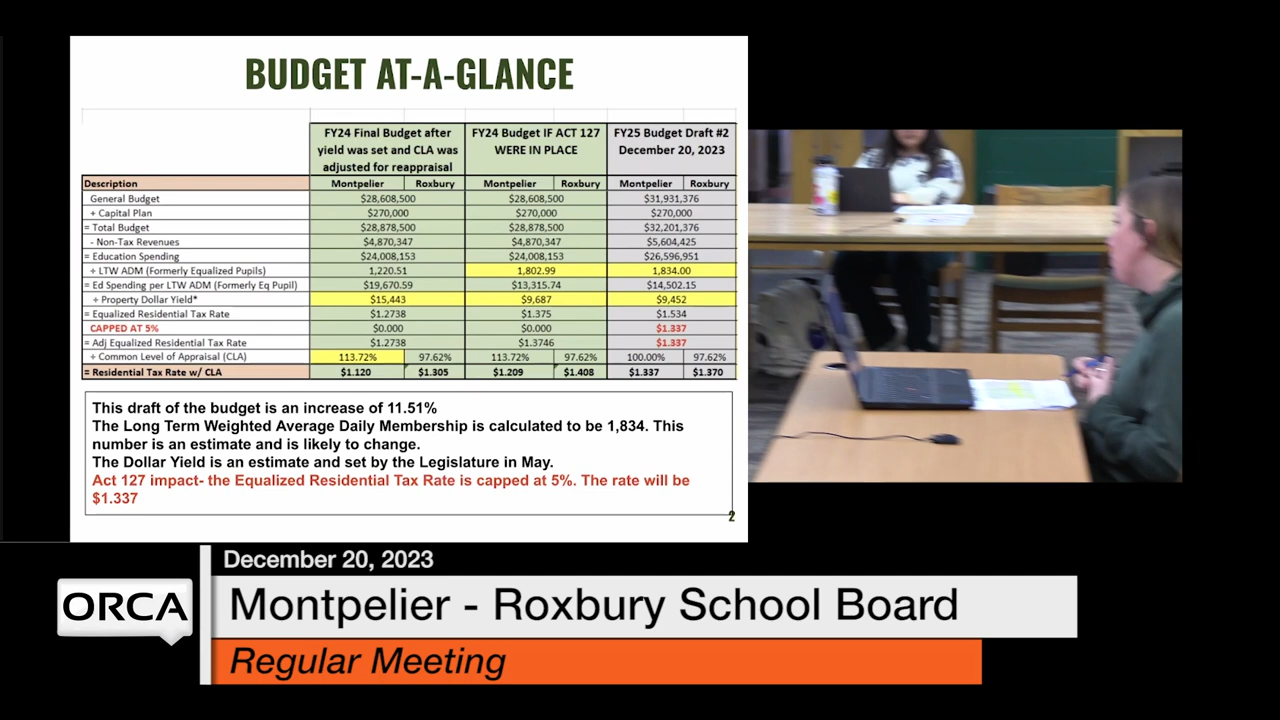 BUDGET AT-A-GLANCE
FY24 Final Budget after yield was set and CLA was adjusted for reappraisal FY24 Budget IF ACT 127 WERE IN PLACE FY25 Budget Draft #2 December 20, 2023
Description Montpelier Roxbury Montpelier Roxbury Montpelier Roxbury
General Budget $28,608,500 $28,608,500 $31,931,376
+ Capital Plan $270,000 $270,000 $270,000
= Total Budget $28,878,500 $28,878,500 $32,201,376
- Non-Tax Revenues $4,870,347 $4,870,347 $5,604,425
= Education Spending $24,008,153 $24,008,153 $26,596,951
÷ LTW ADM (Formerly Equalized Pupils) 1,220.51 1,802.99 1,834.00
= Ed Spending per LTW ADM (Formerly Eq Pupil) $19,670.59 $13,315.74 $14,502.15
÷ Property Dollar Yield* $15,443 $9,687 $9,452
= Equalized Residential Tax Rate $1.2738 $1.375 $1.534
CAPPED AT 5% $0.000 $0.000 $1.337
= Adj Equalized Residential Tax Rate $1.2738 $1.3746 $1.337
÷ Common Level of Appraisal (CLA) 113.72% 97.62% 113.72% 97.62% 100.00% 97.62%
= Residential Tax Rate w/ CLA $1.120 $1.305 $1.209 $1.408 $1.337 $1.370
This draft of the budget is an increase of 11.51%
The Long Term Weighted Average Daily Membership is calculated to be 1,834. This
number is an estimate and is likely to change.
The Dollar Yield is an estimate and set by the Legislature in May.
Act 127 impact- the Equalized Residential Tax Rate is capped at 5%. The rate will be
$1.337
2
December 20, 2023
ORCA
Montpelier - Roxbury School Board
Regular Meeting